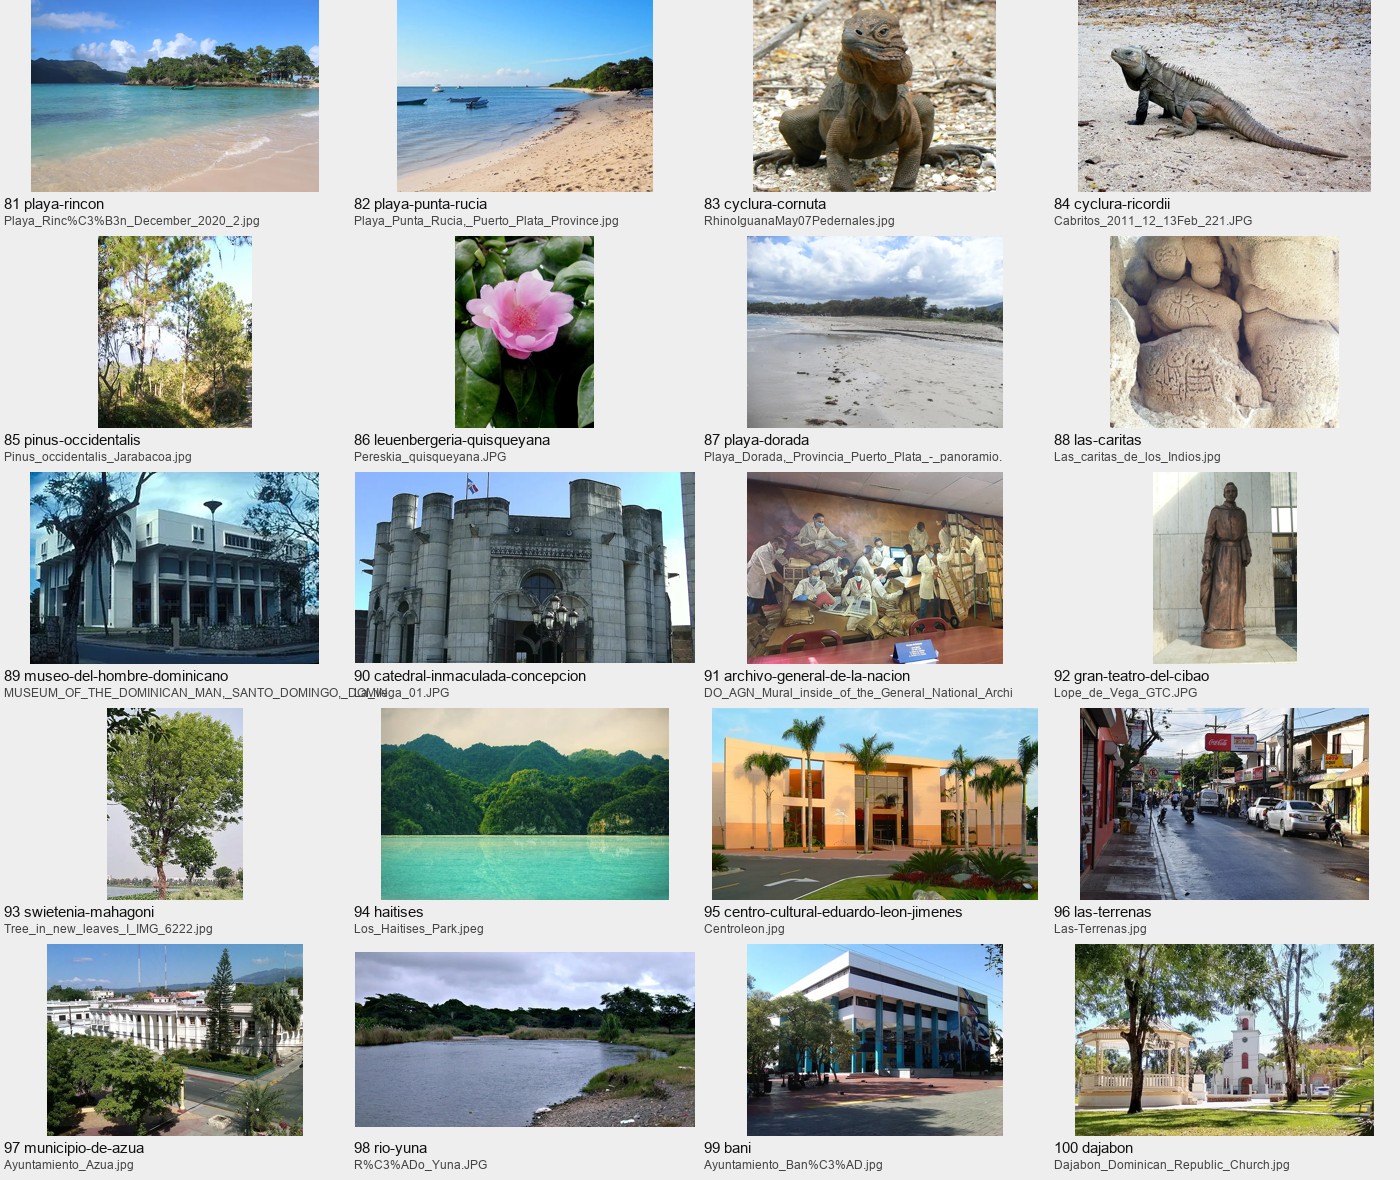 81 playa-rincon
Playa_Rinc%C3%B3n_December_2020_2.jpg
82 playa-punta-rucia
Playa_Punta_Rucia,_Puerto_Plata_Province.jpg
83 cyclura-cornuta
RhinoIguanaMay07Pedernales.jpg
84 cyclura-ricordii
Cabritos_2011_12_13Feb_221.JPG
85 pinus-occidentalis
Pinus_occidentalis_Jarabacoa.jpg
86 leuenbergeria-quisqueyana
Pereskia_quisqueyana.JPG
87 playa-dorada
Playa_Dorada,_Provincia_Puerto_Plata_-_panoramio.
88 las-caritas
Las_caritas_de_los_Indios.jpg
89 museo-del-hombre-dominicano
MUSEUM_OF_THE_DOMINICAN_MAN,_SANTO_DOMINGO,_DOMIN
90 catedral-inmaculada-concepcion
La_Vega_01.JPG
91 archivo-general-de-la-nacion
DO_AGN_Mural_inside_of_the_General_National_Archi
92 gran-teatro-del-cibao
Lope_de_Vega_GTC.JPG
93 swietenia-mahagoni
Tree_in_new_leaves_I_IMG_6222.jpg
94 haitises
Los_Haitises_Park.jpeg
95 centro-cultural-eduardo-leon-jimenes
Centroleon.jpg
Coca-Cola
96 las-terrenas
Las-Terrenas.jpg
97 municipio-de-azua
Ayuntamiento_Azua.jpg
98 rio-yuna
R%C3%ADo_Yuna.JPG
99 bani
Ayuntamiento_Ban%C3%AD.jpg
100 dajabon
Dajabon_Dominican_Republic_Church.jpg